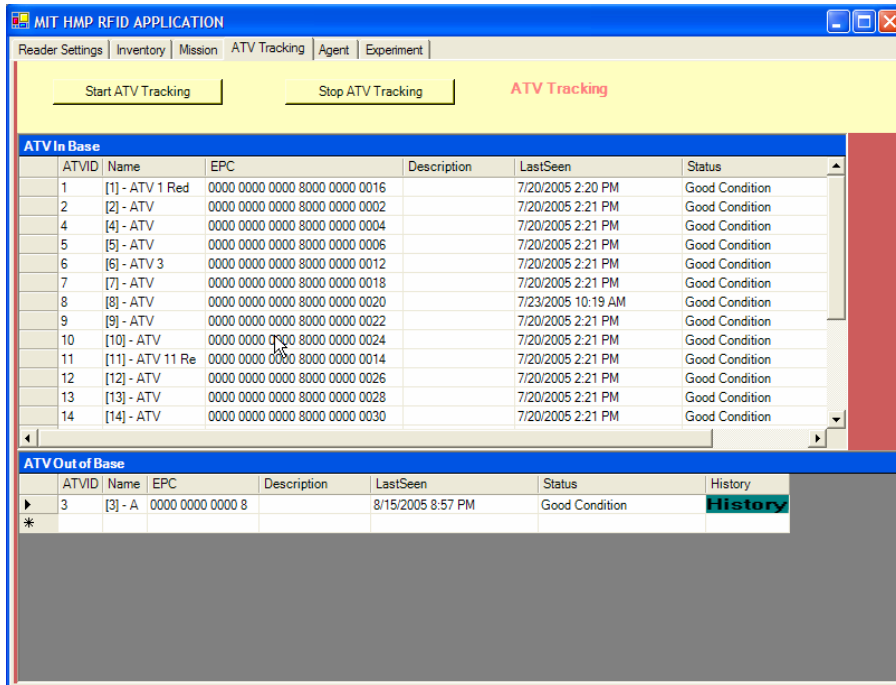 MIT HMP RFID APPLICATION
Reader Settings Inventory Mission ATV Tracking Agent Experiment
Start ATV Tracking Stop ATV Tracking ATV Tracking
ATV In Base
ATVID Name EPC Description LastSeen Status
1 [1] - ATV 1 Red 0000 0000 0000 8000 0000 0016 7/20/2005 2:20 PM Good Condition
2 [2] - ATV 0000 0000 0000 8000 0000 0002 7/20/2005 2:21 PM Good Condition
4 [4] - ATV 0000 0000 0000 8000 0000 0004 7/20/2005 2:21 PM Good Condition
5 [5] - ATV 0000 0000 0000 8000 0000 0006 7/20/2005 2:21 PM Good Condition
6 [6] - ATV 3 0000 0000 0000 8000 0000 0012 7/20/2005 2:21 PM Good Condition
7 [7] - ATV 0000 0000 0000 8000 0000 0018 7/20/2005 2:21 PM Good Condition
8 [8] - ATV 0000 0000 0000 8000 0000 0020 7/23/2005 10:19 AM Good Condition
9 [9] - ATV 0000 0000 0000 8000 0000 0022 7/20/2005 2:21 PM Good Condition
10 [10] - ATV 0000 0000 0000 8000 0000 0024 7/20/2005 2:21 PM Good Condition
11 [11] - ATV 11 Re 0000 0000 0000 8000 0000 0014 7/20/2005 2:21 PM Good Condition
12 [12] - ATV 0000 0000 0000 8000 0000 0026 7/20/2005 2:21 PM Good Condition
13 [13] - ATV 0000 0000 0000 8000 0000 0028 7/20/2005 2:21 PM Good Condition
14 [14] - ATV 0000 0000 0000 8000 0000 0030 7/20/2005 2:21 PM Good Condition
ATV Out of Base
ATVID Name EPC Description LastSeen Status History
3 [3] - A 0000 0000 0000 8 8/15/2005 8:57 PM Good Condition History